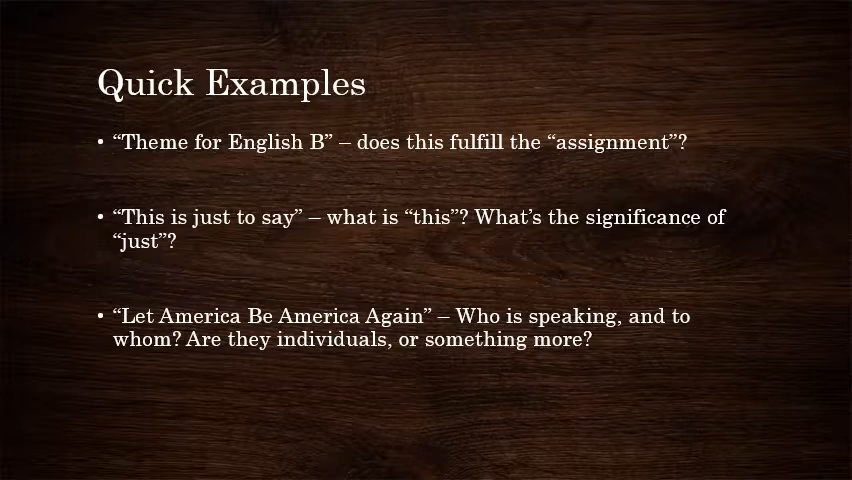 Quick Examples
• “Theme for English B” – does this fulfill the “assignment”?
• “This is just to say” – what is “this”? What’s the significance of
“just”?
• “Let America Be America Again” – Who is speaking, and to
whom? Are they individuals, or something more?